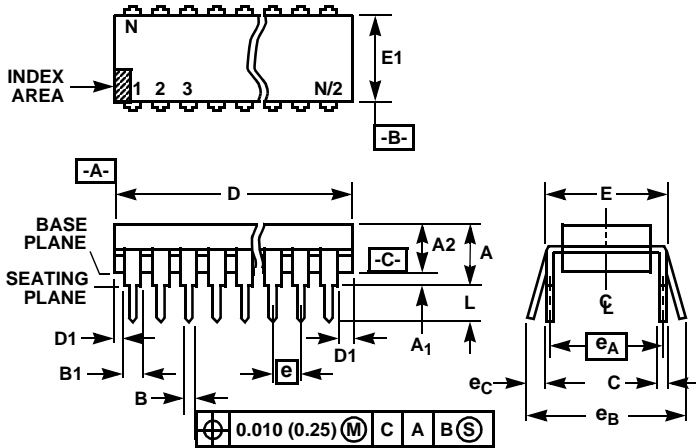 N
E1
INDEX
AREA
1 2 3 N/2
-B-
-A-
D
E
BASE
PLANE
A2
A
-C-
SEATING
PLANE
L
D1
A1
D1
B1
e
eA
B
eC
C
eB
0.010 (0.25) M C A B S